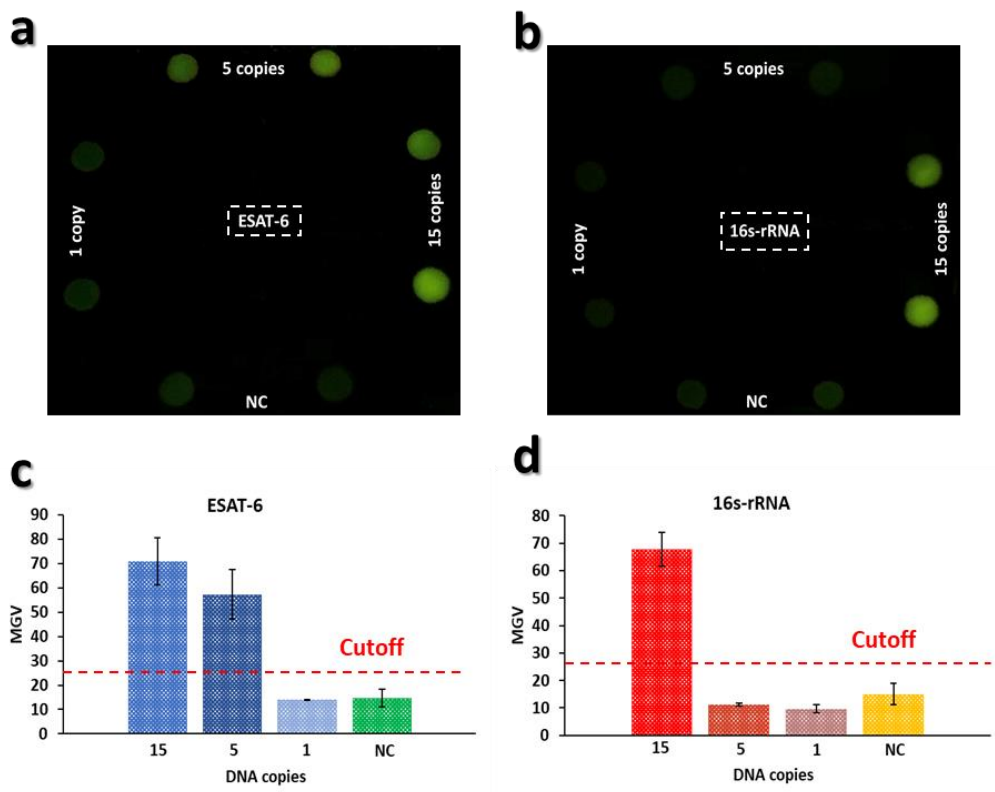 a
5 copies
1 copy
ESAT-6
15 copies
NC
b
5 copies
1 copy
16s-rRNA
15 copies
NC
c
ESAT-6
90
80
70
60
50
40
30
20
10
0
MGV
Cutoff
15 5 1 NC
DNA copies
d
16s-rRNA
80
70
60
50
40
30
20
10
0
MGV
Cutoff
15 5 1 NC
DNA copies